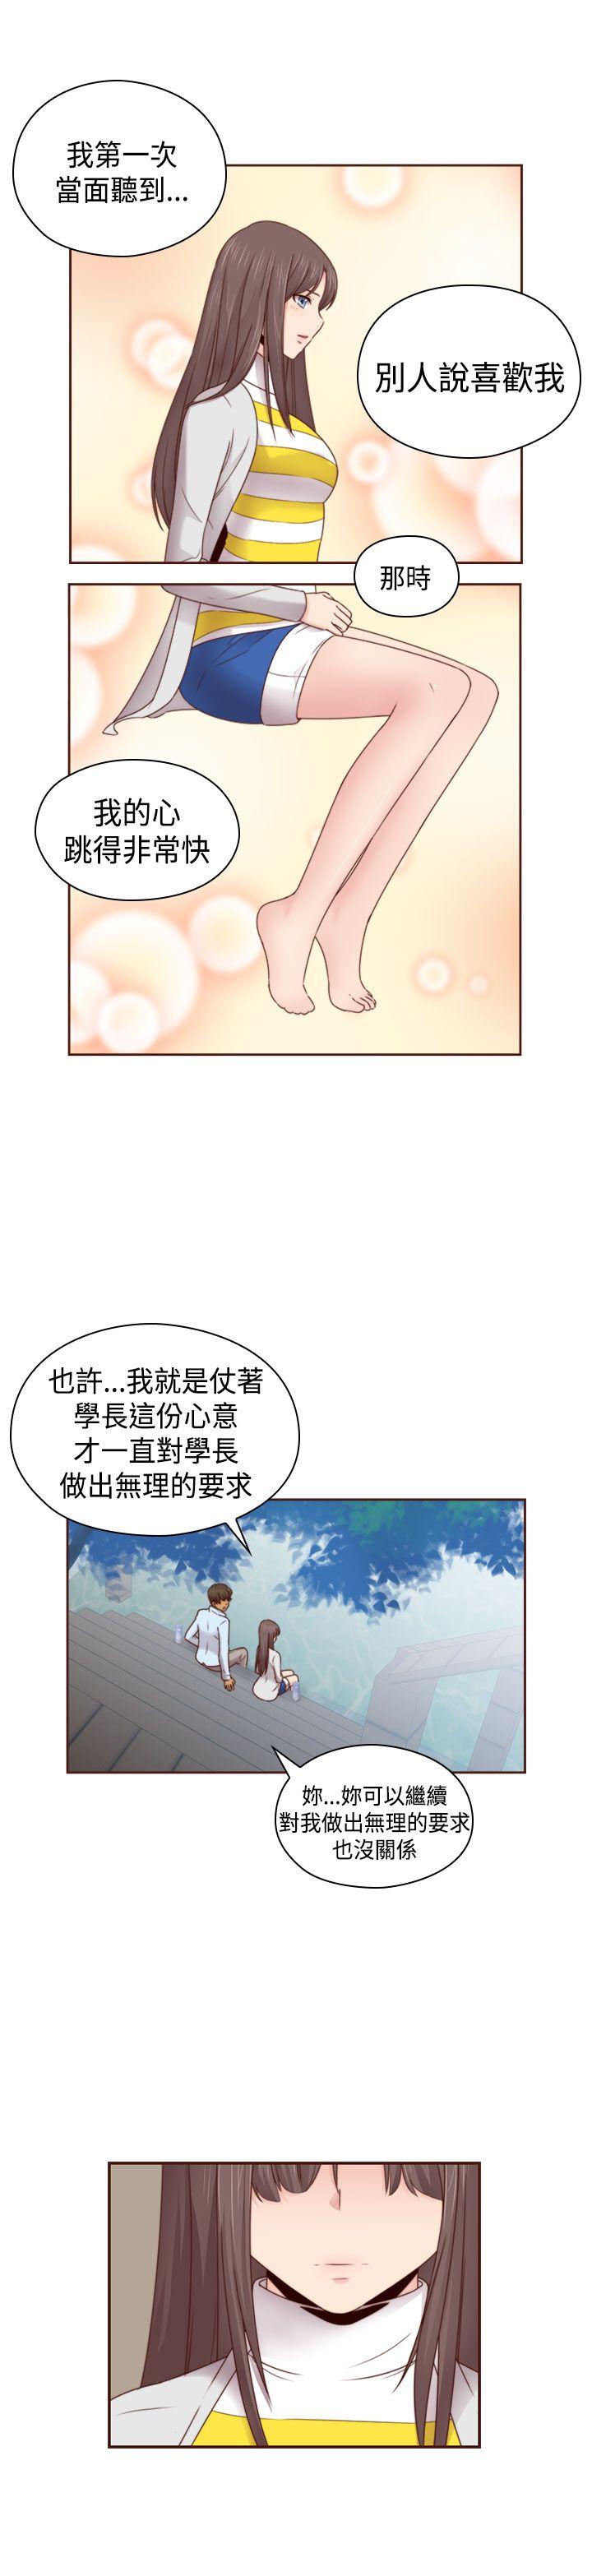 我第一次
當面聽到...
別人說喜歡我
那時
我的心
跳得非常快
也許...我就是仗著
學長這份心意
才一直對學長
做出無理的要求
妳...妳可以繼續
對我做出無理的要求
也沒關係